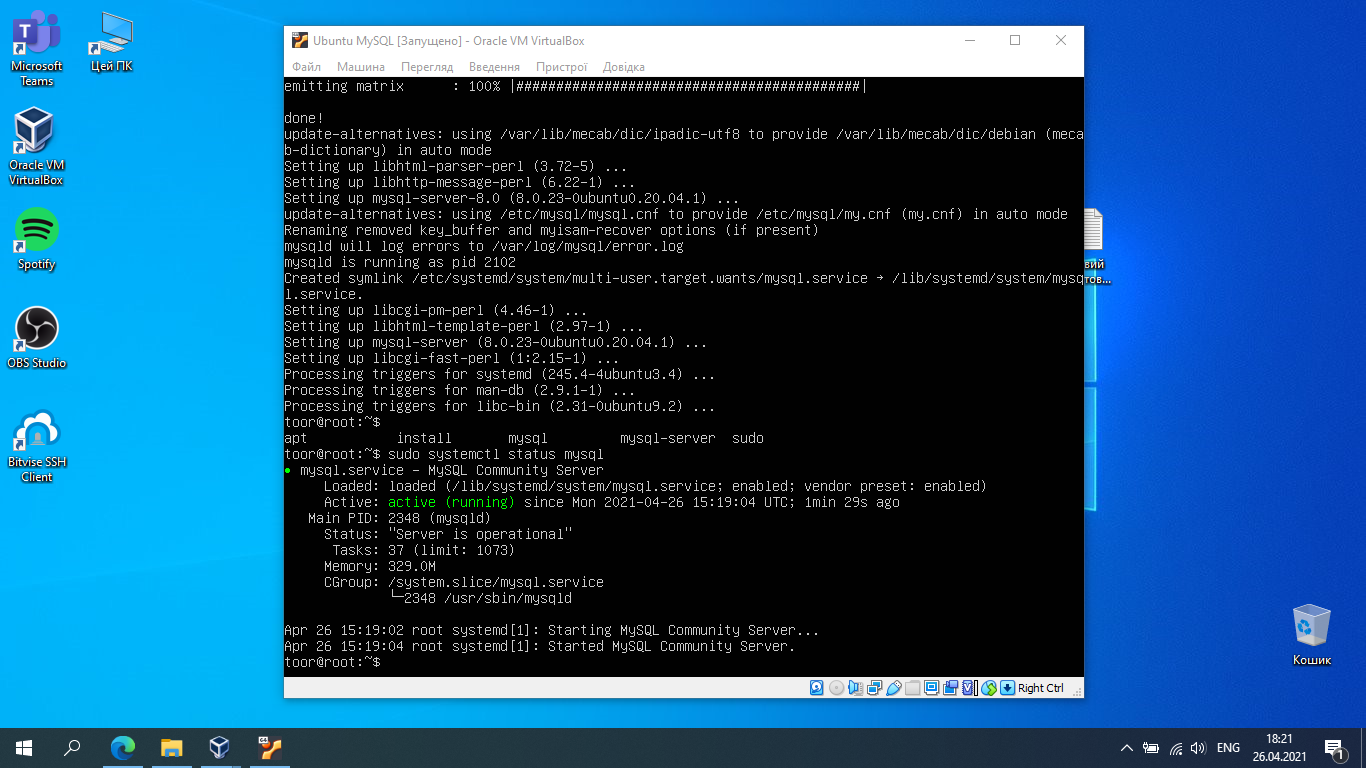 Microsoft
Teams
Цей ПК
Oracle VM
VirtualBox
Spotify
OBS Studio
Bitvise SSH
Client
Ubuntu MySQL [Запущено] - Oracle VM VirtualBox
Файл Машина Перегляд Введення Пристрої Довідка
emitting matrix      : 100% |###########################################|
done!
update-alternatives: using /var/lib/mecab/dic/ipadic-utf8 to provide /var/lib/mecab/dic/debian (meca
b-dictionary) in auto mode
Setting up libhtml-parser-perl (3.72-5) ...
Setting up libhttp-message-perl (6.22-1) ...
Setting up mysql-server-8.0 (8.0.23-0ubuntu0.20.04.1) ...
update-alternatives: using /etc/mysql/mysql.cnf to provide /etc/mysql/my.cnf (my.cnf) in auto mode
Renaming removed key_buffer and myisam-recover options (if present)
mysqld will log errors to /var/log/mysql/error.log
mysqld is running as pid 2102
Created symlink /etc/systemd/system/multi-user.target.wants/mysql.service → /lib/systemd/system/mysq
l.service.
Setting up libcgi-pm-perl (4.46-1) ...
Setting up libhtml-template-perl (2.97-1) ...
Setting up mysql-server (8.0.23-0ubuntu0.20.04.1) ...
Setting up libcgi-fast-perl (1:2.15-1) ...
Processing triggers for systemd (245.4-4ubuntu3.4) ...
Processing triggers for man-db (2.9.1-1) ...
Processing triggers for libc-bin (2.31-0ubuntu9.2) ...
toor@root:~$
apt           install       mysql         mysql-server  sudo
toor@root:~$ sudo systemctl status mysql
● mysql.service - MySQL Community Server
     Loaded: loaded (/lib/systemd/system/mysql.service; enabled; vendor preset: enabled)
     Active: active (running) since Mon 2021-04-26 15:19:04 UTC; 1min 29s ago
   Main PID: 2348 (mysqld)
     Status: "Server is operational"
      Tasks: 37 (limit: 1073)
     Memory: 329.0M
     CGroup: /system.slice/mysql.service
             └─2348 /usr/sbin/mysqld
Apr 26 15:19:02 root systemd[1]: Starting MySQL Community Server...
Apr 26 15:19:04 root systemd[1]: Started MySQL Community Server.
toor@root:~$
Right Ctrl
вий
тов...
Кошик
ENG
18:21
26.04.2021
1